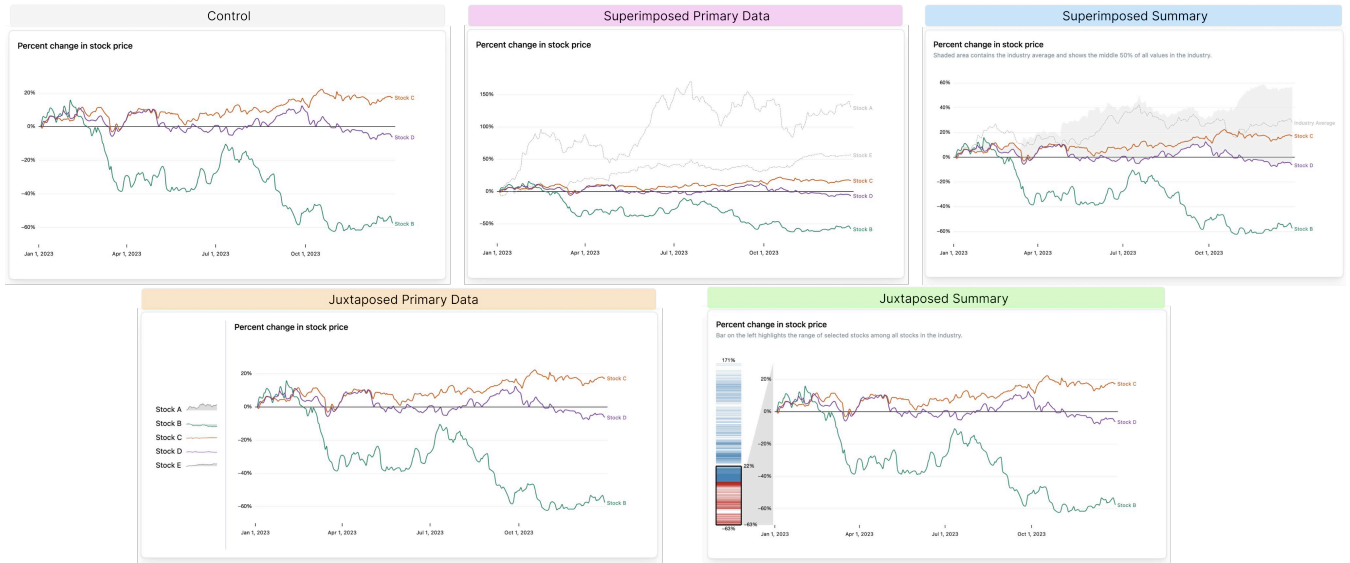 Control
Percent change in stock price
20%
0%
−20%
−40%
−60%
Stock C
Stock D
Stock B
Jan 1, 2023
Apr 1, 2023
Jul 1, 2023
Oct 1, 2023
Superimposed Primary Data
Percent change in stock price
150%
100%
50%
0%
−50%
Stock A
Stock E
Stock C
Stock D
Stock B
Jan 1, 2023
Apr 1, 2023
Jul 1, 2023
Oct 1, 2023
Superimposed Summary
Percent change in stock price
Shaded area contains the industry average and shows the middle 50% of all values in the industry.
60%
40%
20%
0%
−20%
−40%
−60%
Industry Average
Stock C
Stock D
Stock B
Jan 1, 2023
Apr 1, 2023
Jul 1, 2023
Oct 1, 2023
Juxtaposed Primary Data
Stock A
Stock B
Stock C
Stock D
Stock E
Percent change in stock price
20%
0%
−20%
−40%
−60%
Stock C
Stock D
Stock B
Jan 1, 2023
Apr 1, 2023
Jul 1, 2023
Oct 1, 2023
Juxtaposed Summary
Percent change in stock price
Bar on the left highlights the range of selected stocks among all stocks in the industry.
171%
22%
−63%
−63%
20%
0%
−20%
−40%
−60%
Stock C
Stock D
Stock B
Jan 1, 2023
Apr 1, 2023
Jul 1, 2023
Oct 1, 2023